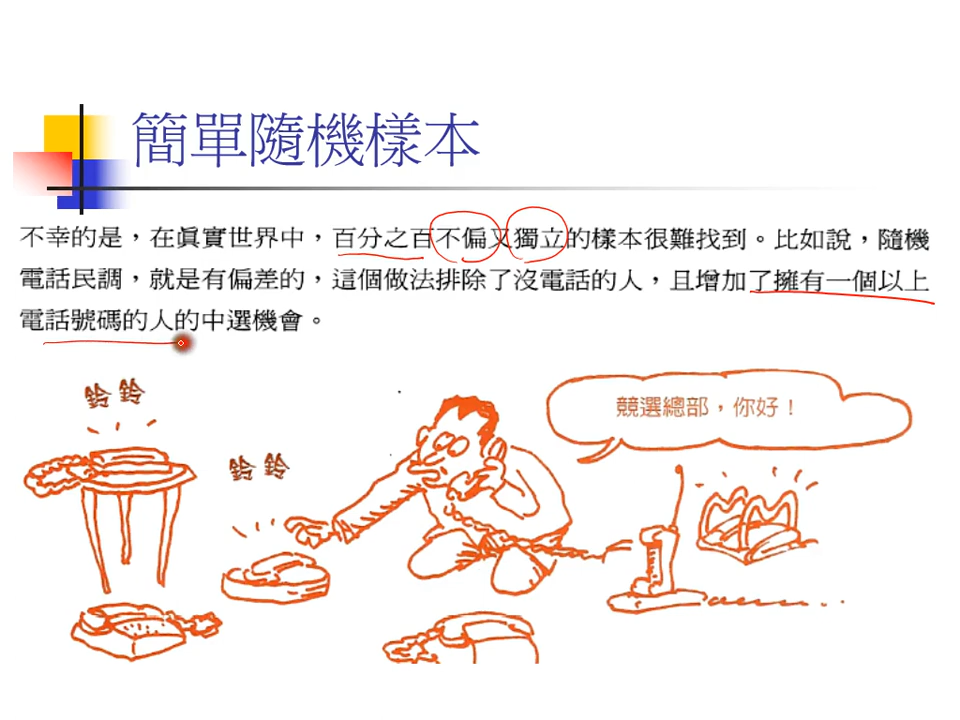 簡單隨機樣本
不幸的是，在眞實世界中，百分之百不偏又獨立的樣本很難找到。比如說，隨機
電話民調，就是有偏差的，這個做法排除了沒電話的人，且增加了擁有一個以上
電話號碼的人的中選機會。
鈴鈴
競選總部，你好！
鈴鈴